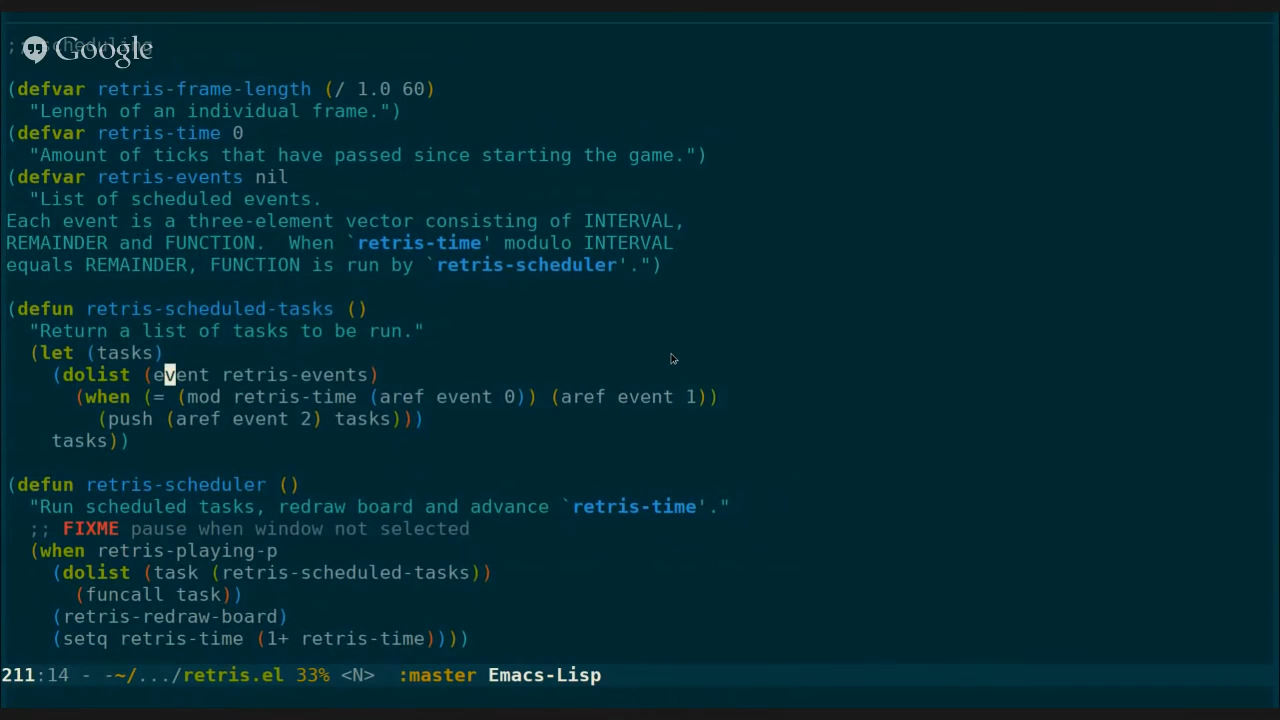 ;; scheduling
Google
(defvar retris-frame-length (/ 1.0 60)
  "Length of an individual frame.")
(defvar retris-time 0
  "Amount of ticks that have passed since starting the game.")
(defvar retris-events nil
  "List of scheduled events.
Each event is a three-element vector consisting of INTERVAL,
REMAINDER and FUNCTION.  When `retris-time' modulo INTERVAL
equals REMAINDER, FUNCTION is run by `retris-scheduler'.")
(defun retris-scheduled-tasks ()
  "Return a list of tasks to be run."
  (let (tasks)
    (dolist (event retris-events)
      (when (= (mod retris-time (aref event 0)) (aref event 1))
        (push (aref event 2) tasks)))
    tasks))
(defun retris-scheduler ()
  "Run scheduled tasks, redraw board and advance `retris-time'."
  ;; FIXME pause when window not selected
  (when retris-playing-p
    (dolist (task (retris-scheduled-tasks))
      (funcall task))
    (retris-redraw-board)
    (setq retris-time (1+ retris-time))))
211:14 - -~/.../retris.el 33% <N>  :master Emacs-Lisp